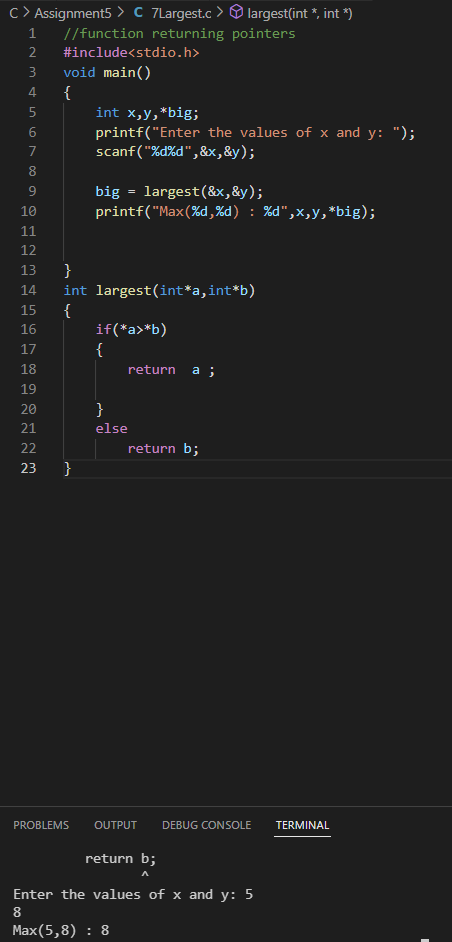 C > Assignment5 > C 7Largest.c > largest(int *, int *)
1 //function returning pointers
2 #include<stdio.h>
3 void main()
4 {
5     int x,y,*big;
6     printf("Enter the values of x and y: ");
7     scanf("%d%d",&x,&y);
8
9     big = largest(&x,&y);
10     printf("Max(%d,%d) : %d",x,y,*big);
11
12
13 }
14 int largest(int*a,int*b)
15 {
16     if(*a>*b)
17     {
18         return  a ;
19
20     }
21     else
22         return b;
23 }
PROBLEMS OUTPUT DEBUG CONSOLE TERMINAL
         return b;
                ^
Enter the values of x and y: 5
8
Max(5,8) : 8